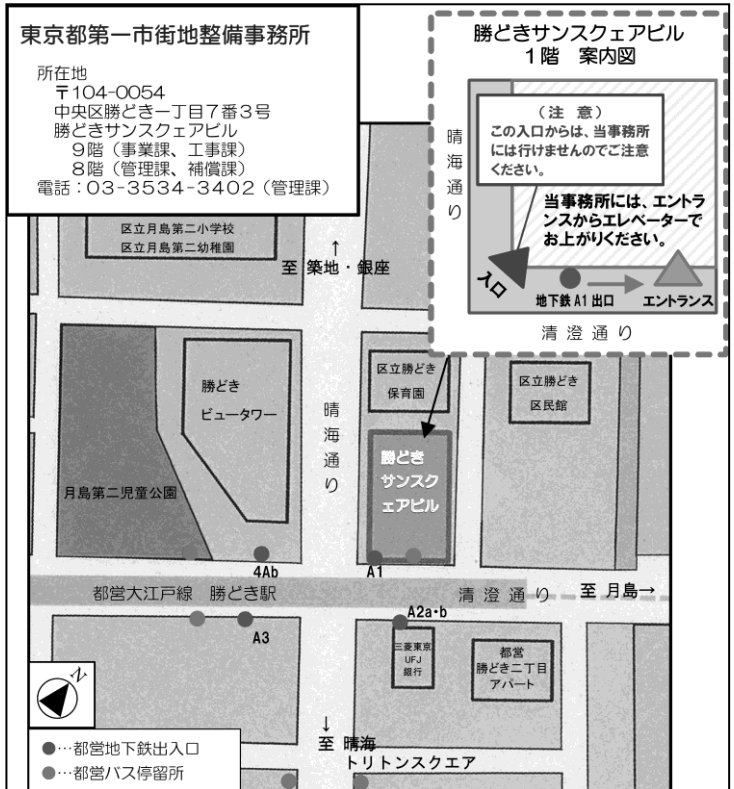 東京都第一市街地整備事務所
所在地
〒104-0054
中央区勝どき一丁目7番3号
勝どきサンスクェアビル
9階（事業課、工事課）
8階（管理課、補償課）
電話：03-3534-3402（管理課）
勝どきサンスクェアビル
1階　案内図
（注　意）
この入口からは、当事務所
には行けませんのでご注意
ください。
晴海通り
当事務所には、エントラ
ンスからエレベーターで
お上がりください。
入口
地下鉄 A1 出口
エントランス
清澄通り
区立月島第二小学校
区立月島第二幼稚園
↑
至 築地・銀座
勝どき
ビュータワー
月島第二児童公園
晴海通り
区立勝どき
保育園
勝どき
サンスク
ェアビル
区立勝どき
区民館
4Ab
A1
都営大江戸線　勝どき駅
清澄通り
至 月島→
A3
A2a・b
三菱東京
UFJ
銀行
都営
勝どき二丁目
アパート
N
↓
至 晴海
トリトンスクエア
●…都営地下鉄出入口
●…都営バス停留所